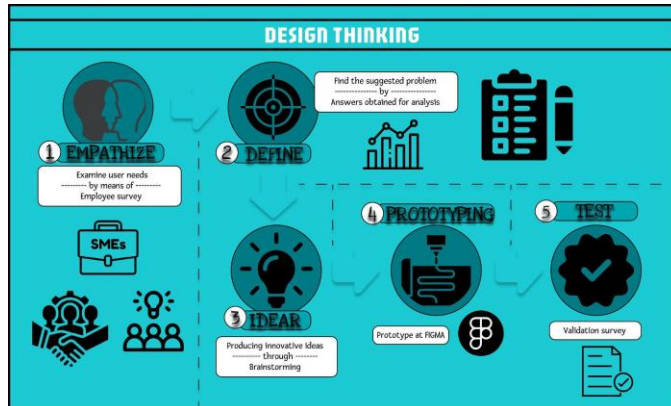 DESIGN THINKING
1 EMPATHIZE
Examine user needs
--------- by means of ---------
Employee survey
SMEs
2 DEFINE
Find the suggested problem
--------------- by ---------------
Answers obtained for analysis
3 IDEAR
Producing innovative ideas
---------- through --------
Brainstorming
4 PROTOTYPING
Prototype at FIGMA
5 TEST
Validation survey